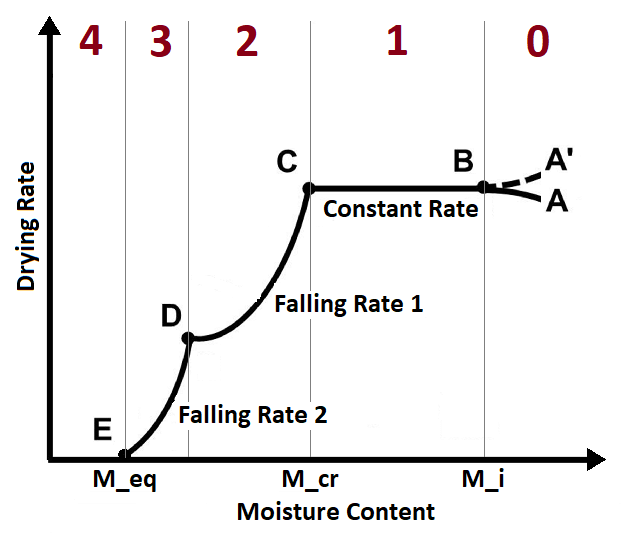 4 3 2 1 0
A'
C B
A
Constant Rate
Drying Rate
Falling Rate 1
D
Falling Rate 2
E
M_eq M_cr M_i
Moisture Content